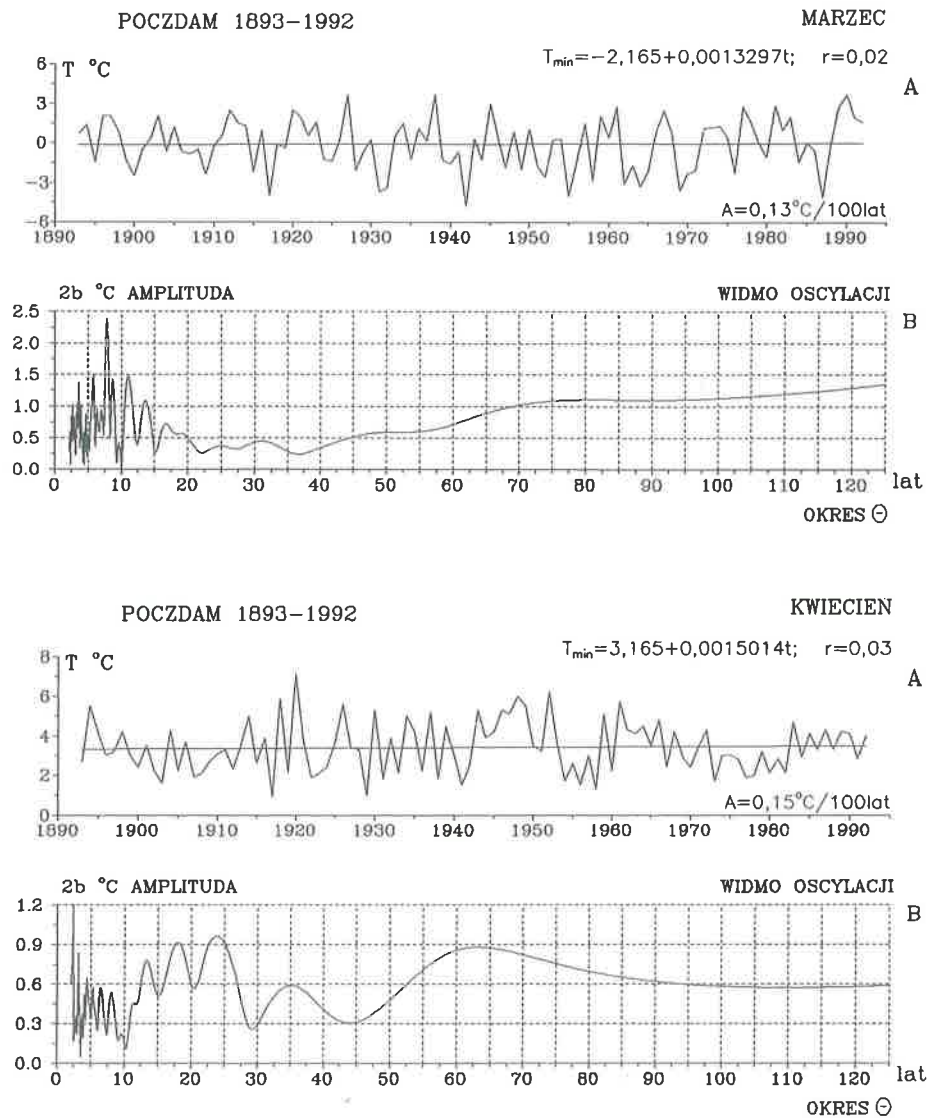 POCZDAM 1893-1992 MARZEC
T_min=-2,165+0,0013297t; r=0,02
T °C
A
6
3
0
-3
-6
A=0,13°C/100lat
1890 1900 1910 1920 1930 1940 1950 1960 1970 1980 1990
2b °C AMPLITUDA WIDMO OSCYLACJI
B
2.5
2.0
1.5
1.0
0.5
0.0
0 10 20 30 40 50 60 70 80 90 100 110 120 lat
OKRES Θ
POCZDAM 1893-1992 KWIECIEŃ
T_min=3,165+0,0015014t; r=0,03
T °C
A
8
6
4
2
0
A=0,15°C/100lat
1890 1900 1910 1920 1930 1940 1950 1960 1970 1980 1990
2b °C AMPLITUDA WIDMO OSCYLACJI
B
1.2
0.9
0.6
0.3
0.0
0 10 20 30 40 50 60 70 80 90 100 110 120 lat
OKRES Θ